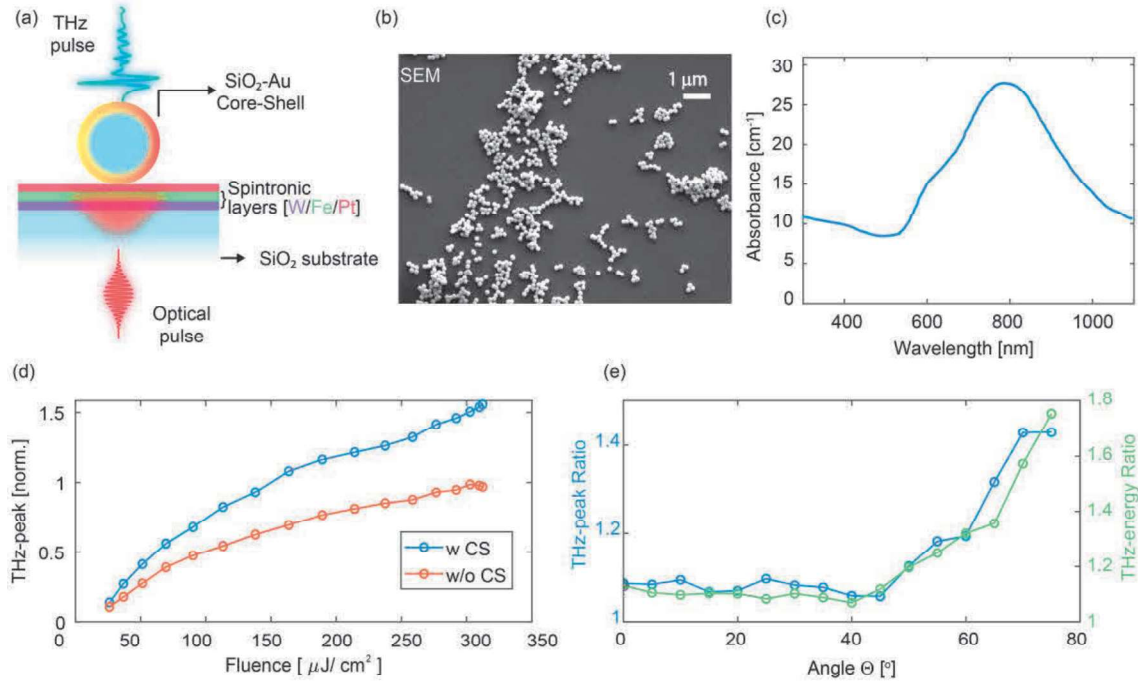 (a)
THz
pulse
SiO2-Au
Core-Shell
Spintronic
layers [W/Fe/Pt]
SiO2 substrate
Optical
pulse
(b)
SEM
1 μm
(c)
Absorbance [cm⁻¹]
30
25
20
15
10
5
0
400 600 800 1000
Wavelength [nm]
(d)
THz-peak [norm.]
1.5
1
0.5
0
0 50 100 150 200 250 300 350
w CS
w/o CS
Fluence [ μJ/ cm²]
(e)
THz-peak Ratio
1.4
1.2
1
0 20 40 60 80
Angle Θ [°]
1.8
1.6
1.4
1.2
1
THz-energy Ratio